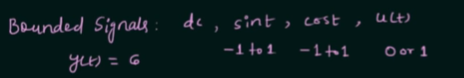 Bounded Signals : dc , sint , cost , u(t)
-1 to 1 -1 to 1 0 or 1
y(t) = 6